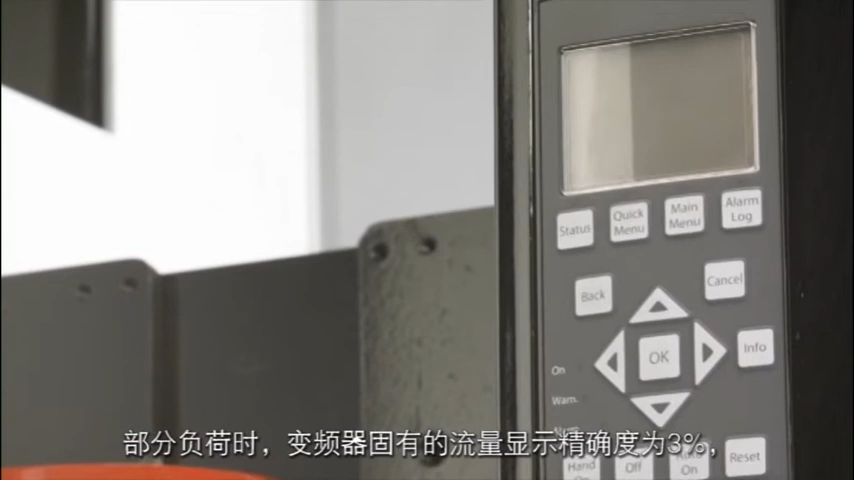 Status
Quick
Menu
Main
Menu
Alarm
Log
Back
Cancel
OK
Info
On
Warn.
部分负荷时，变频器固有的流量显示精确度为3%，
Hand
Off
On
Reset